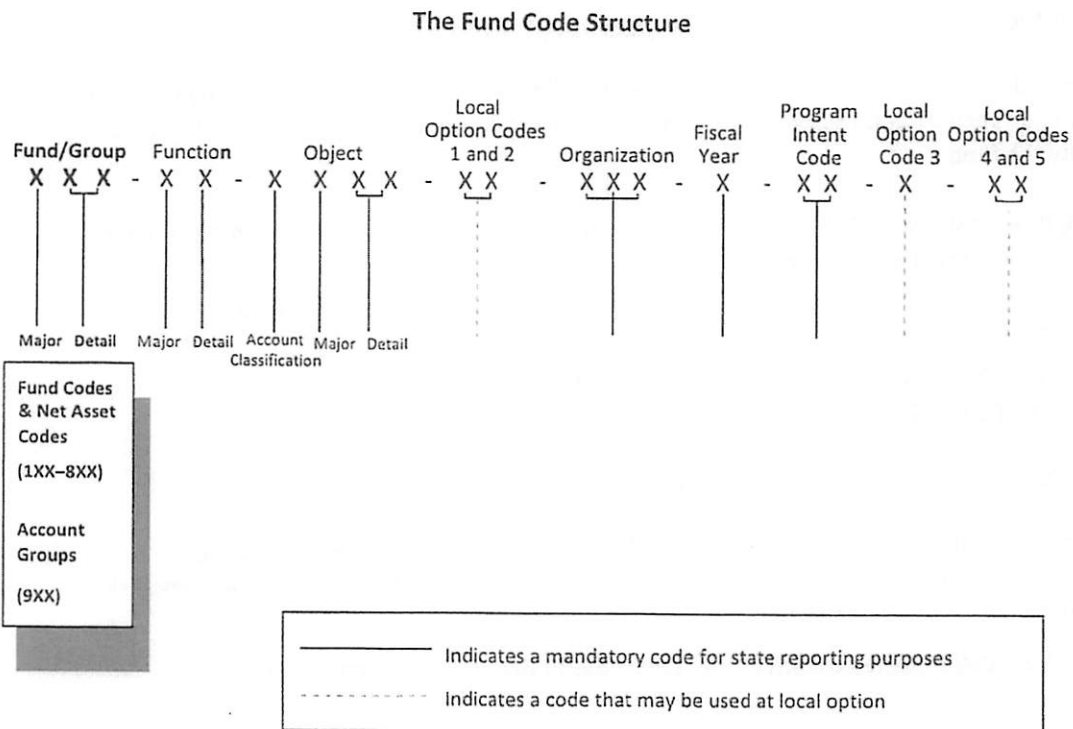 The Fund Code Structure
Local
Option Codes
1 and 2
Program
Intent
Code
Local
Option
Code 3
Local
Option Codes
4 and 5
Fund/Group Function Object Organization Fiscal
Year
X X X - X X - X X X X - X X - X X X - X - X X - X - X X
Major Detail Major Detail Account
Classification Major Detail
Fund Codes
& Net Asset
Codes
(1XX–8XX)
Account
Groups
(9XX)
Indicates a mandatory code for state reporting purposes
Indicates a code that may be used at local option